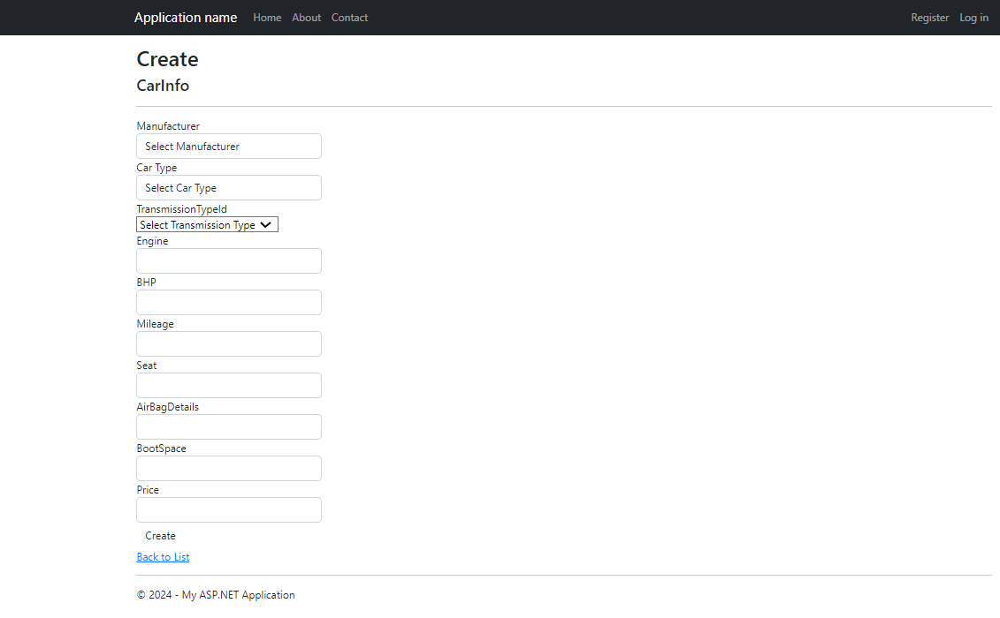 Application name Home About Contact Register Log in
Create
CarInfo
Manufacturer
Select Manufacturer
Car Type
Select Car Type
TransmissionTypeId
Select Transmission Type
Engine
BHP
Mileage
Seat
AirBagDetails
BootSpace
Price
Create
Back to List
© 2024 - My ASP.NET Application